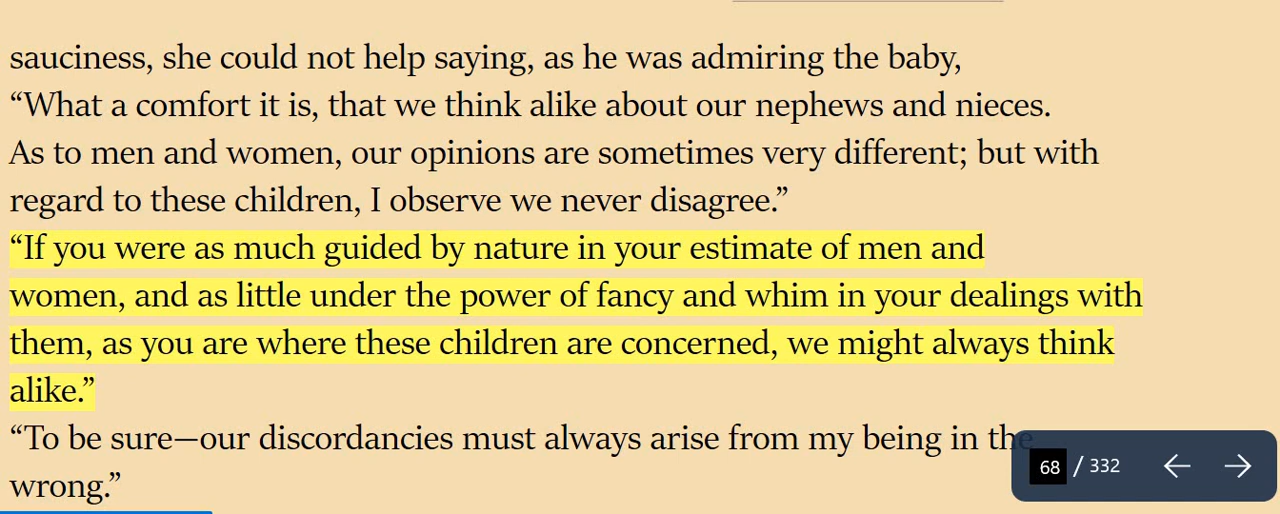 sauciness, she could not help saying, as he was admiring the baby,
“What a comfort it is, that we think alike about our nephews and nieces.
As to men and women, our opinions are sometimes very different; but with
regard to these children, I observe we never disagree.”
“If you were as much guided by nature in your estimate of men and
women, and as little under the power of fancy and whim in your dealings with
them, as you are where these children are concerned, we might always think
alike.”
“To be sure—our discordancies must always arise from my being in the
wrong.”
68 / 332